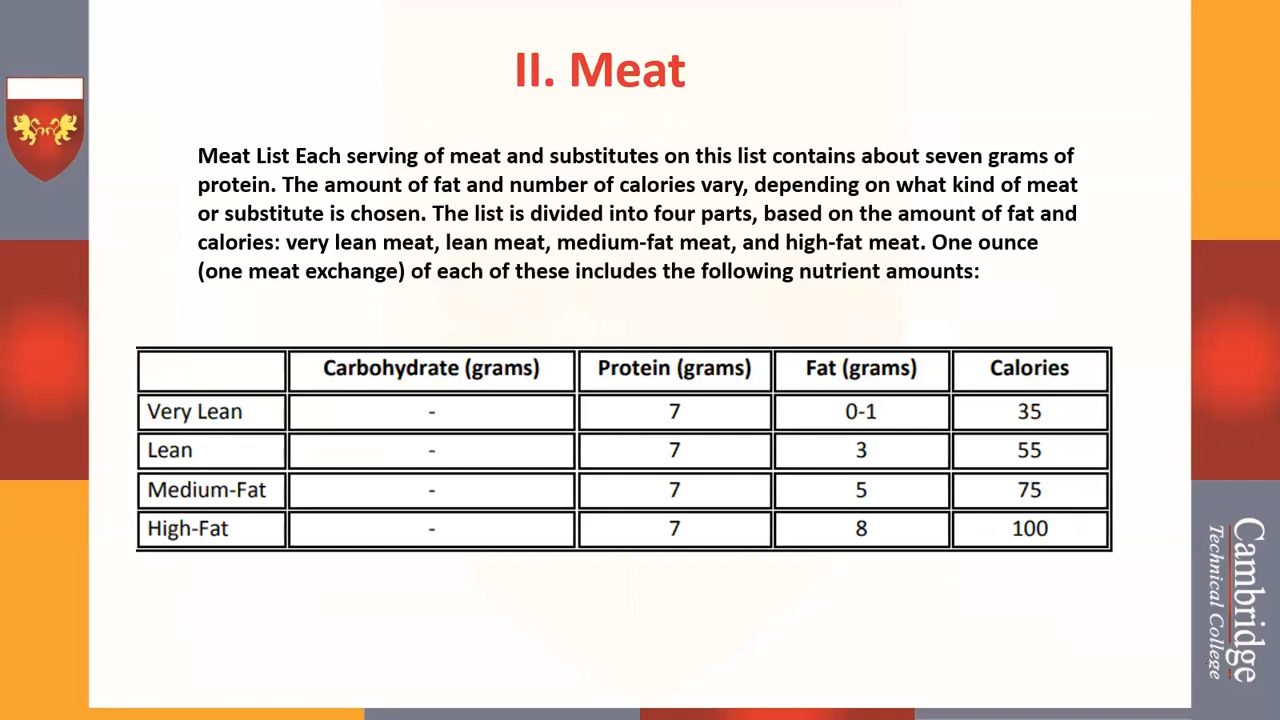 II. Meat
Meat List Each serving of meat and substitutes on this list contains about seven grams of
protein. The amount of fat and number of calories vary, depending on what kind of meat
or substitute is chosen. The list is divided into four parts, based on the amount of fat and
calories: very lean meat, lean meat, medium-fat meat, and high-fat meat. One ounce
(one meat exchange) of each of these includes the following nutrient amounts:
Carbohydrate (grams) Protein (grams) Fat (grams) Calories
Very Lean - 7 0-1 35
Lean - 7 3 55
Medium-Fat - 7 5 75
High-Fat - 7 8 100
Cambridge
Technical College